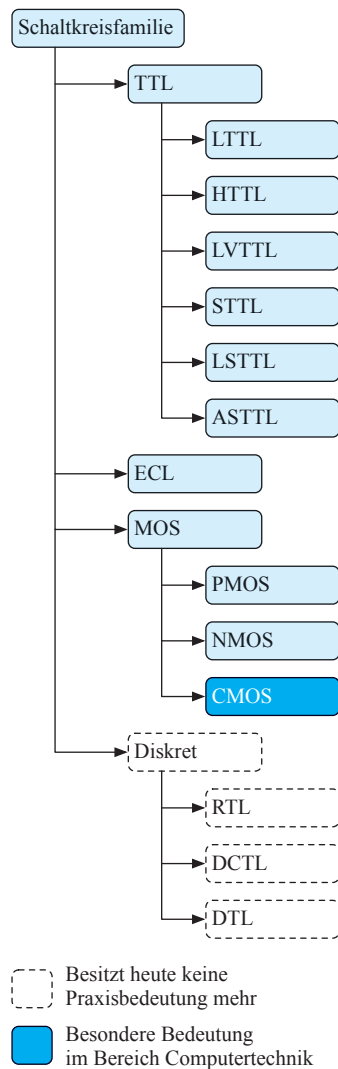 Schaltkreisfamilie
TTL
LTTL
HTTL
LVTTL
STTL
LSTTL
ASTTL
ECL
MOS
PMOS
NMOS
CMOS
Diskret
RTL
DCTL
DTL
Besitzt heute keine
Praxisbedeutung mehr
Besondere Bedeutung
im Bereich Computertechnik